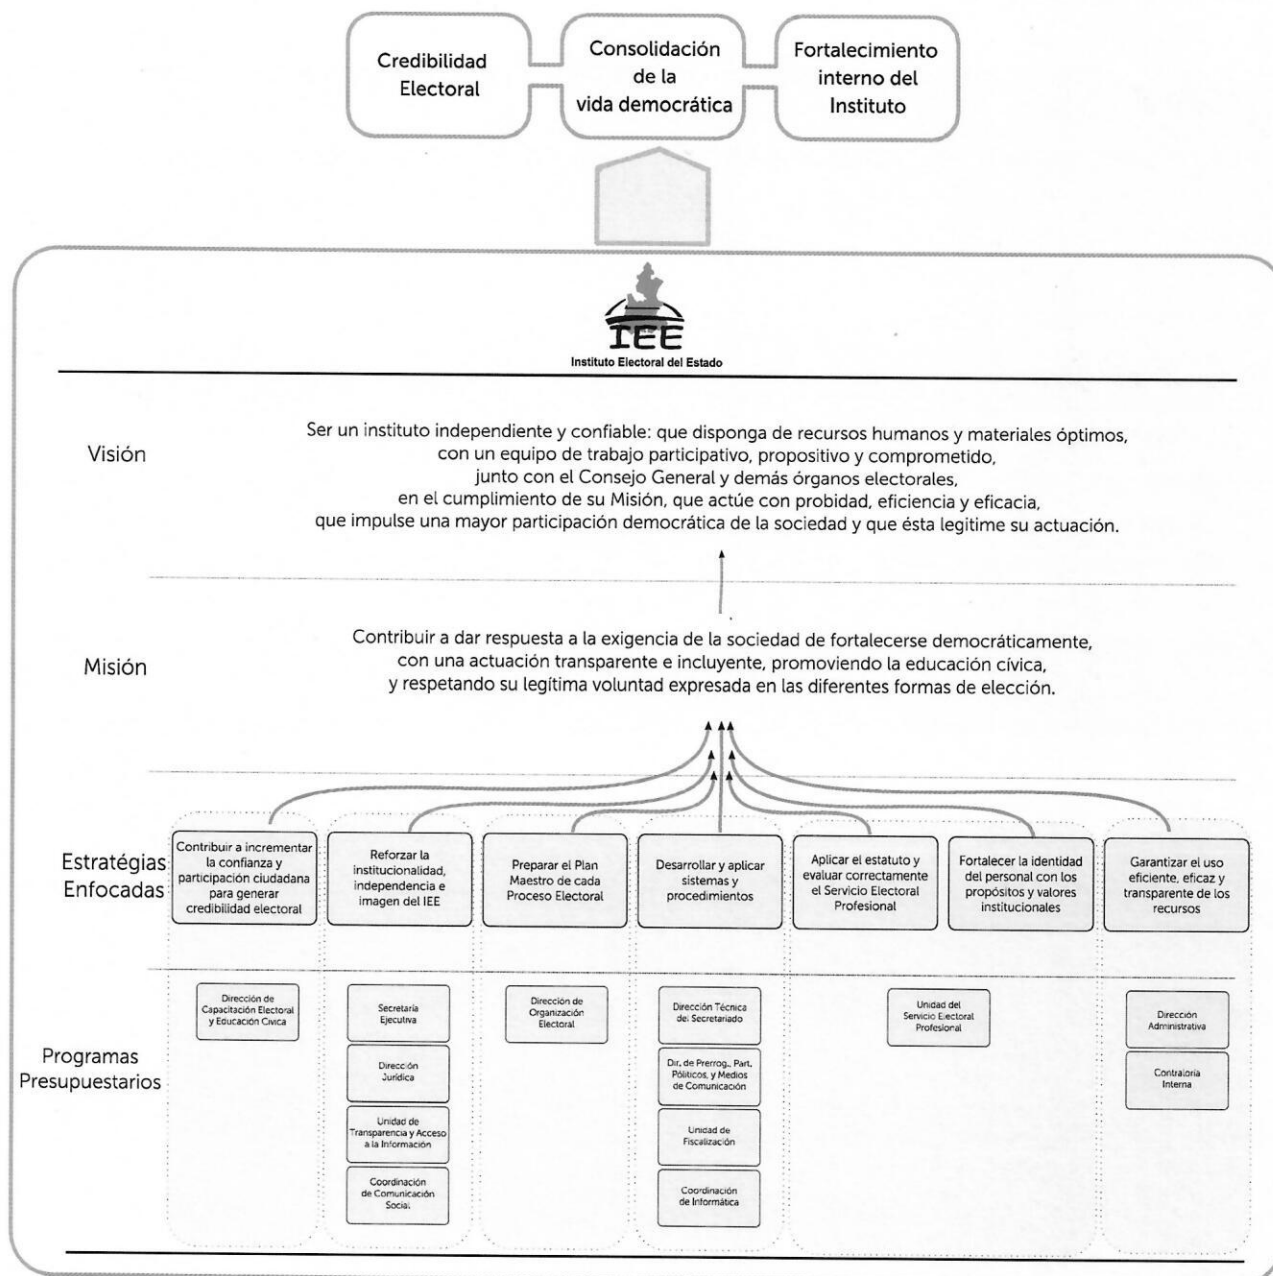 Credibilidad
Electoral
Consolidación
de la
vida democrática
Fortalecimiento
interno del
Instituto
IEE
Instituto Electoral del Estado
Visión
Ser un instituto independiente y confiable: que disponga de recursos humanos y materiales óptimos,
con un equipo de trabajo participativo, propositivo y comprometido,
junto con el Consejo General y demás órganos electorales,
en el cumplimiento de su Misión, que actúe con probidad, eficiencia y eficacia,
que impulse una mayor participación democrática de la sociedad y que ésta legitime su actuación.
Misión
Contribuir a dar respuesta a la exigencia de la sociedad de fortalecerse democráticamente,
con una actuación transparente e incluyente, promoviendo la educación cívica,
y respetando su legítima voluntad expresada en las diferentes formas de elección.
Estratégias
Enfocadas
Contribuir a incrementar
la confianza y
participación ciudadana
para generar
credibilidad electoral
Reforzar la
institucionalidad,
independencia e
imagen del IEE
Preparar el Plan
Maestro de cada
Proceso Electoral
Desarrollar y aplicar
sistemas y
procedimientos
Aplicar el estatuto y
evaluar correctamente
el Servicio Electoral
Profesional
Fortalecer la identidad
del personal con los
propósitos y valores
institucionales
Garantizar el uso
eficiente, eficaz y
transparente de los
recursos
Programas
Presupuestarios
Dirección de
Capacitación Electoral
y Educación Cívica
Secretaría
Ejecutiva
Dirección
Jurídica
Unidad de
Transparencia y Acceso
a la Información
Coordinación
de Comunicación
Social
Dirección de
Organización
Electoral
Dirección Técnica
del Secretariado
Dir. de Prerrog., Part.
Póliticos, y Medios
de Comunicación
Unidad de
Fiscalización
Coordinación
de Informática
Unidad del
Servicio Electoral
Profesional
Dirección
Administrativa
Contraloría
Interna